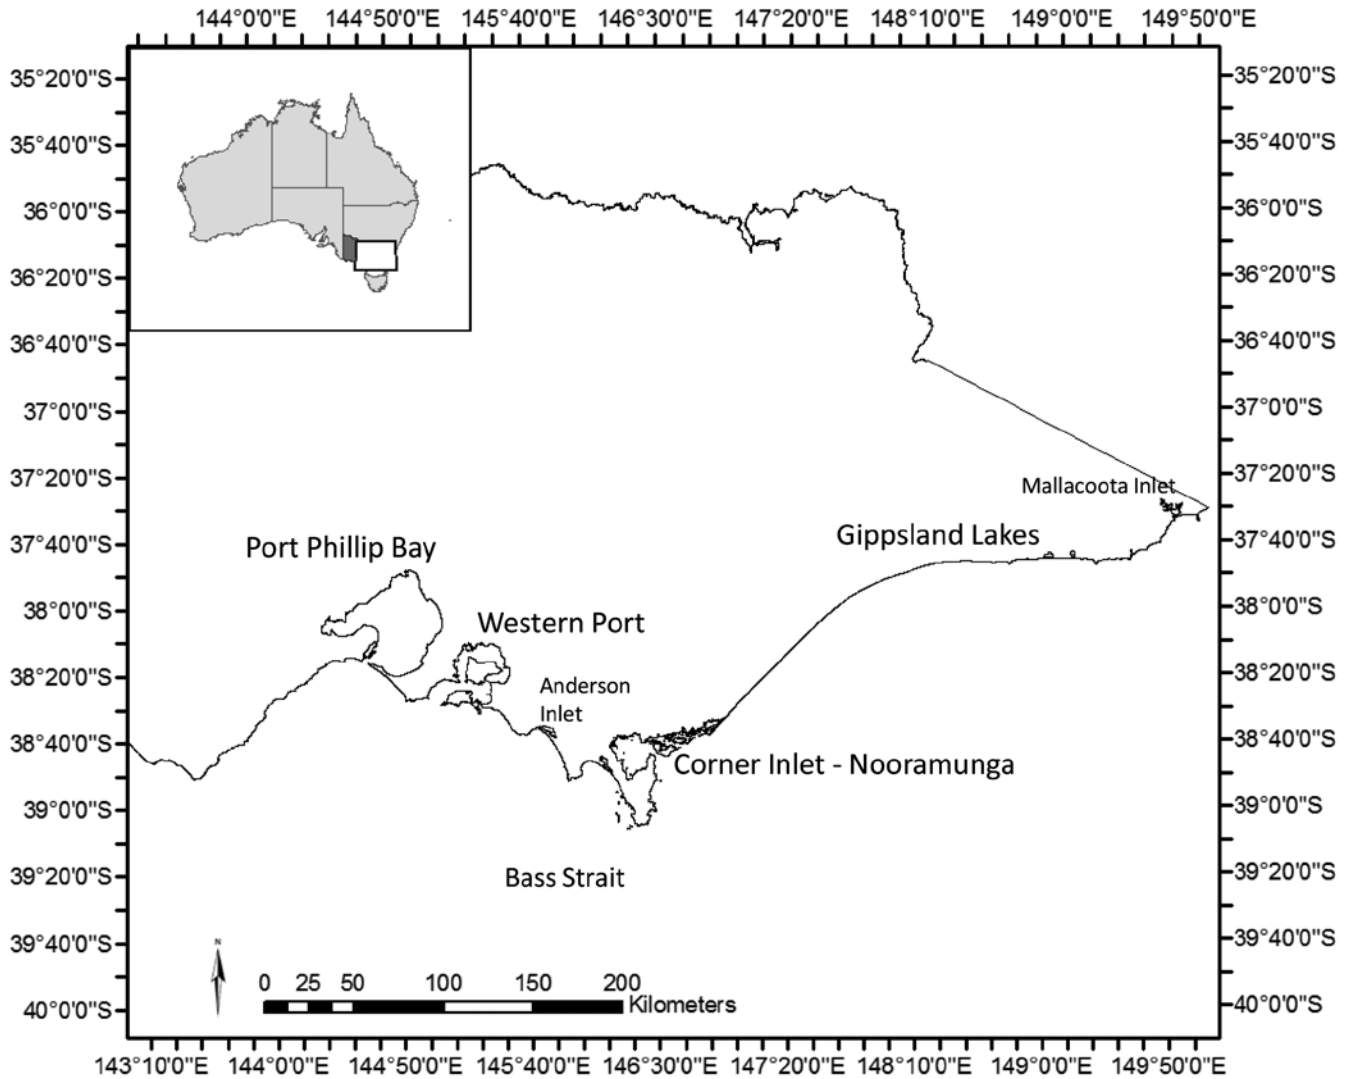 144°0'0"E 144°50'0"E 145°40'0"E 146°30'0"E 147°20'0"E 148°10'0"E 149°0'0"E 149°50'0"E
35°20'0"S 35°20'0"S
35°40'0"S 35°40'0"S
36°0'0"S 36°0'0"S
36°20'0"S 36°20'0"S
36°40'0"S 36°40'0"S
37°0'0"S 37°0'0"S
37°20'0"S 37°20'0"S
Mallacoota Inlet
Gippsland Lakes
37°40'0"S 37°40'0"S
Port Phillip Bay
38°0'0"S 38°0'0"S
Western Port
38°20'0"S 38°20'0"S
Anderson
Inlet
38°40'0"S 38°40'0"S
Corner Inlet - Nooramunga
39°0'0"S 39°0'0"S
Bass Strait
39°20'0"S 39°20'0"S
39°40'0"S 39°40'0"S
N
0 25 50 100 150 200
Kilometers
40°0'0"S 40°0'0"S
143°10'0"E 144°0'0"E 144°50'0"E 145°40'0"E 146°30'0"E 147°20'0"E 148°10'0"E 149°0'0"E 149°50'0"E